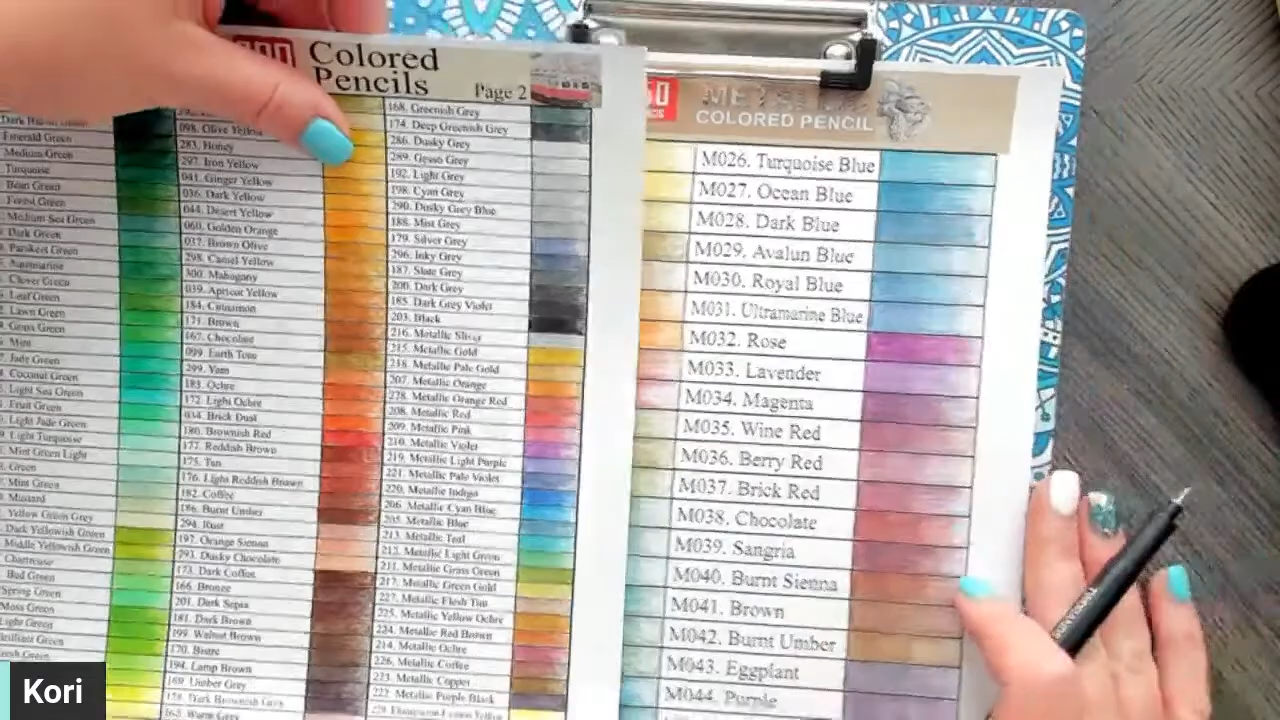 Colored
Pencils
Page 2
Emerald Green
Medium Green
Turquoise
Bean Green
Forest Green
Medium Sea Green
Dark Green
Parakeet Green
Aquamarine
Clover Green
Leaf Green
Lawn Green
Grass Green
Mint
Jade Green
Coconut Green
Light Sea Green
Fruit Green
Light Jade Green
Light Turquoise
Mint Green Light
Green
Mint Green
Mustard
Yellow Green Grey
Dark Yellowish Green
Middle Yellowish Green
Chartreuse
Bud Green
Spring Green
Moss Green
Light Green
Brilliant Green
098. Olive Yellow
283. Honey
297. Iron Yellow
041. Ginger Yellow
036. Dark Yellow
044. Desert Yellow
060. Golden Orange
037. Brown Olive
298. Camel Yellow
300. Mahogany
039. Apricot Yellow
184. Cinnamon
171. Brown
167. Chocolate
099. Earth Tone
299. Yam
183. Ochre
172. Light Ochre
034. Brick Dust
180. Brownish Red
177. Reddish Brown
175. Tan
176. Light Reddish Brown
182. Coffee
186. Burnt Umber
294. Rust
197. Orange Sienna
293. Dusky Chocolate
173. Dark Coffee
166. Bronze
201. Dark Sepia
181. Dark Brown
199. Walnut Brown
170. Bistre
194. Lamp Brown
169. Umber Grey
158. Dark Brownish Grey
165. Warm Grey
168. Greenish Grey
174. Deep Greenish Grey
286. Dusky Grey
289. Gesso Grey
192. Light Grey
198. Cyan Grey
290. Dusky Grey Blue
188. Mist Grey
179. Silver Grey
296. Inky Grey
187. Slate Grey
200. Dark Grey
185. Dark Grey Violet
203. Black
216. Metallic Silver
215. Metallic Gold
218. Metallic Pale Gold
207. Metallic Orange
278. Metallic Orange Red
208. Metallic Red
209. Metallic Pink
210. Metallic Violet
219. Metallic Light Purple
221. Metallic Pale Violet
220. Metallic Indigo
206. Metallic Cyan Blue
205. Metallic Blue
213. Metallic Teal
212. Metallic Light Green
211. Metallic Grass Green
217. Metallic Green Gold
227. Metallic Flesh Tint
225. Metallic Yellow Ochre
224. Metallic Red Brown
214. Metallic Ochre
226. Metallic Coffee
223. Metallic Copper
222. Metallic Purple Black
COLORED PENCIL
M026. Turquoise Blue
M027. Ocean Blue
M028. Dark Blue
M029. Avalun Blue
M030. Royal Blue
M031. Ultramarine Blue
M032. Rose
M033. Lavender
M034. Magenta
M035. Wine Red
M036. Berry Red
M037. Brick Red
M038. Chocolate
M039. Sangria
M040. Burnt Sienna
M041. Brown
M042. Burnt Umber
M043. Eggplant
M044. Purple
Kori